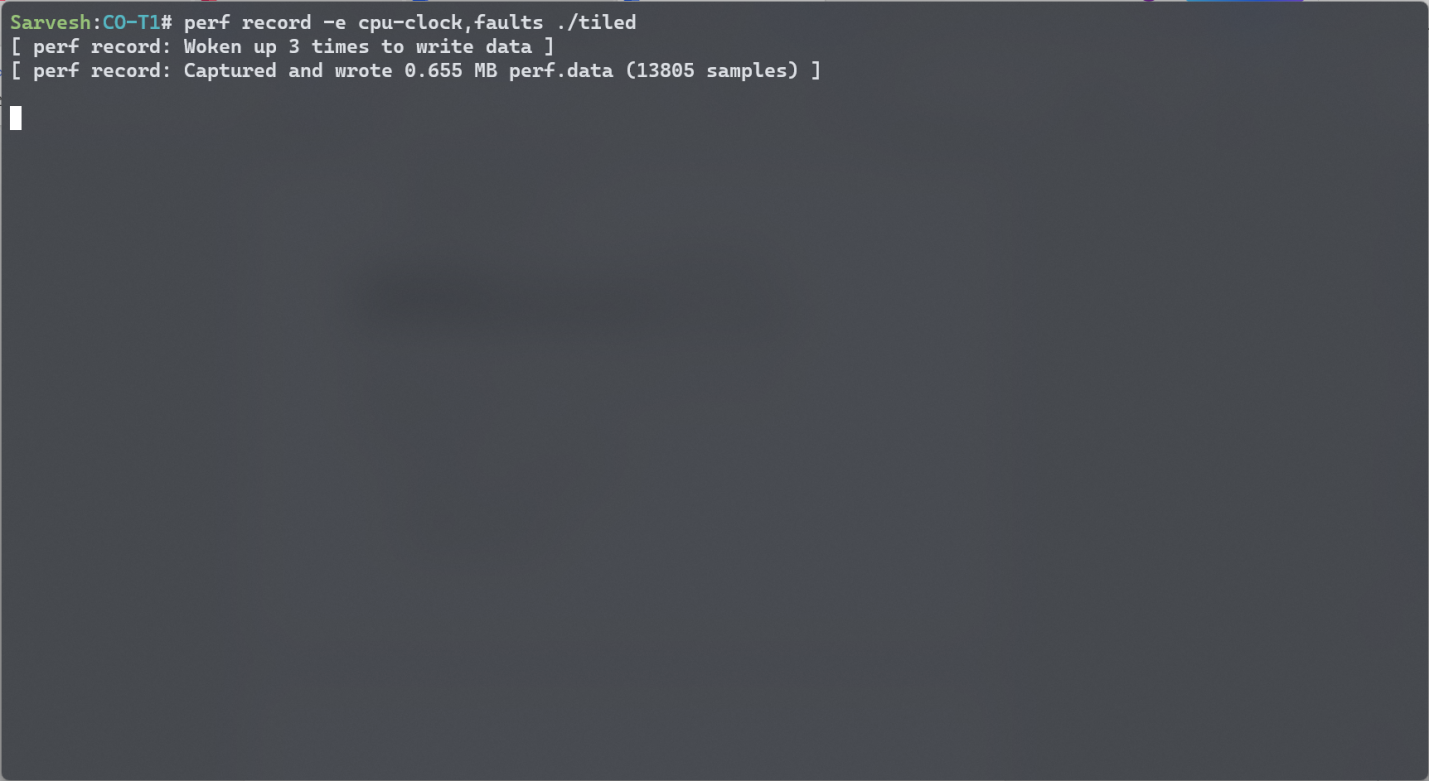 Sarvesh:CO-T1# perf record -e cpu-clock,faults ./tiled
[ perf record: Woken up 3 times to write data ]
[ perf record: Captured and wrote 0.655 MB perf.data (13805 samples) ]